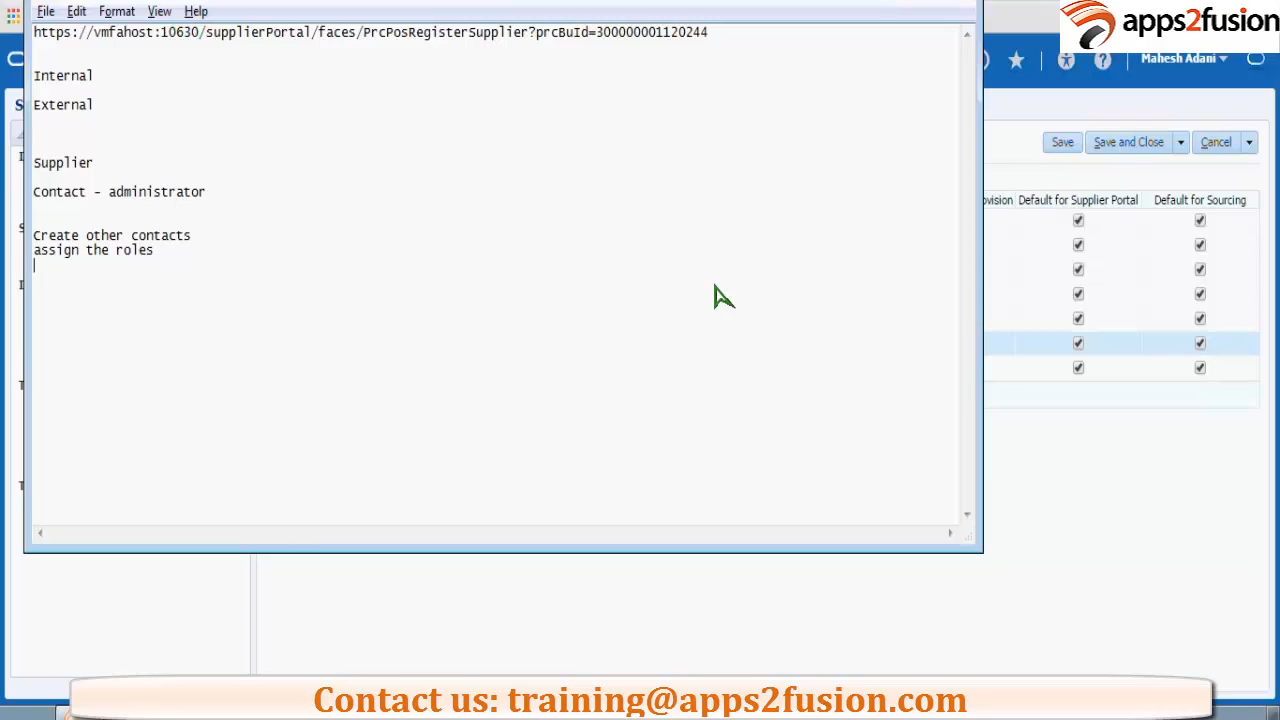 apps2fusion
File Edit Format View Help
https://vmfahost:10630/supplierPortal/faces/PrcPosRegisterSupplier?prcBuId=300000001120244
Mahesh Adani
Internal
External
Save Save and Close Cancel
Supplier
Contact - administrator
ovision Default for Supplier Portal Default for Sourcing
Create other contacts
assign the roles
Contact us: training@apps2fusion.com